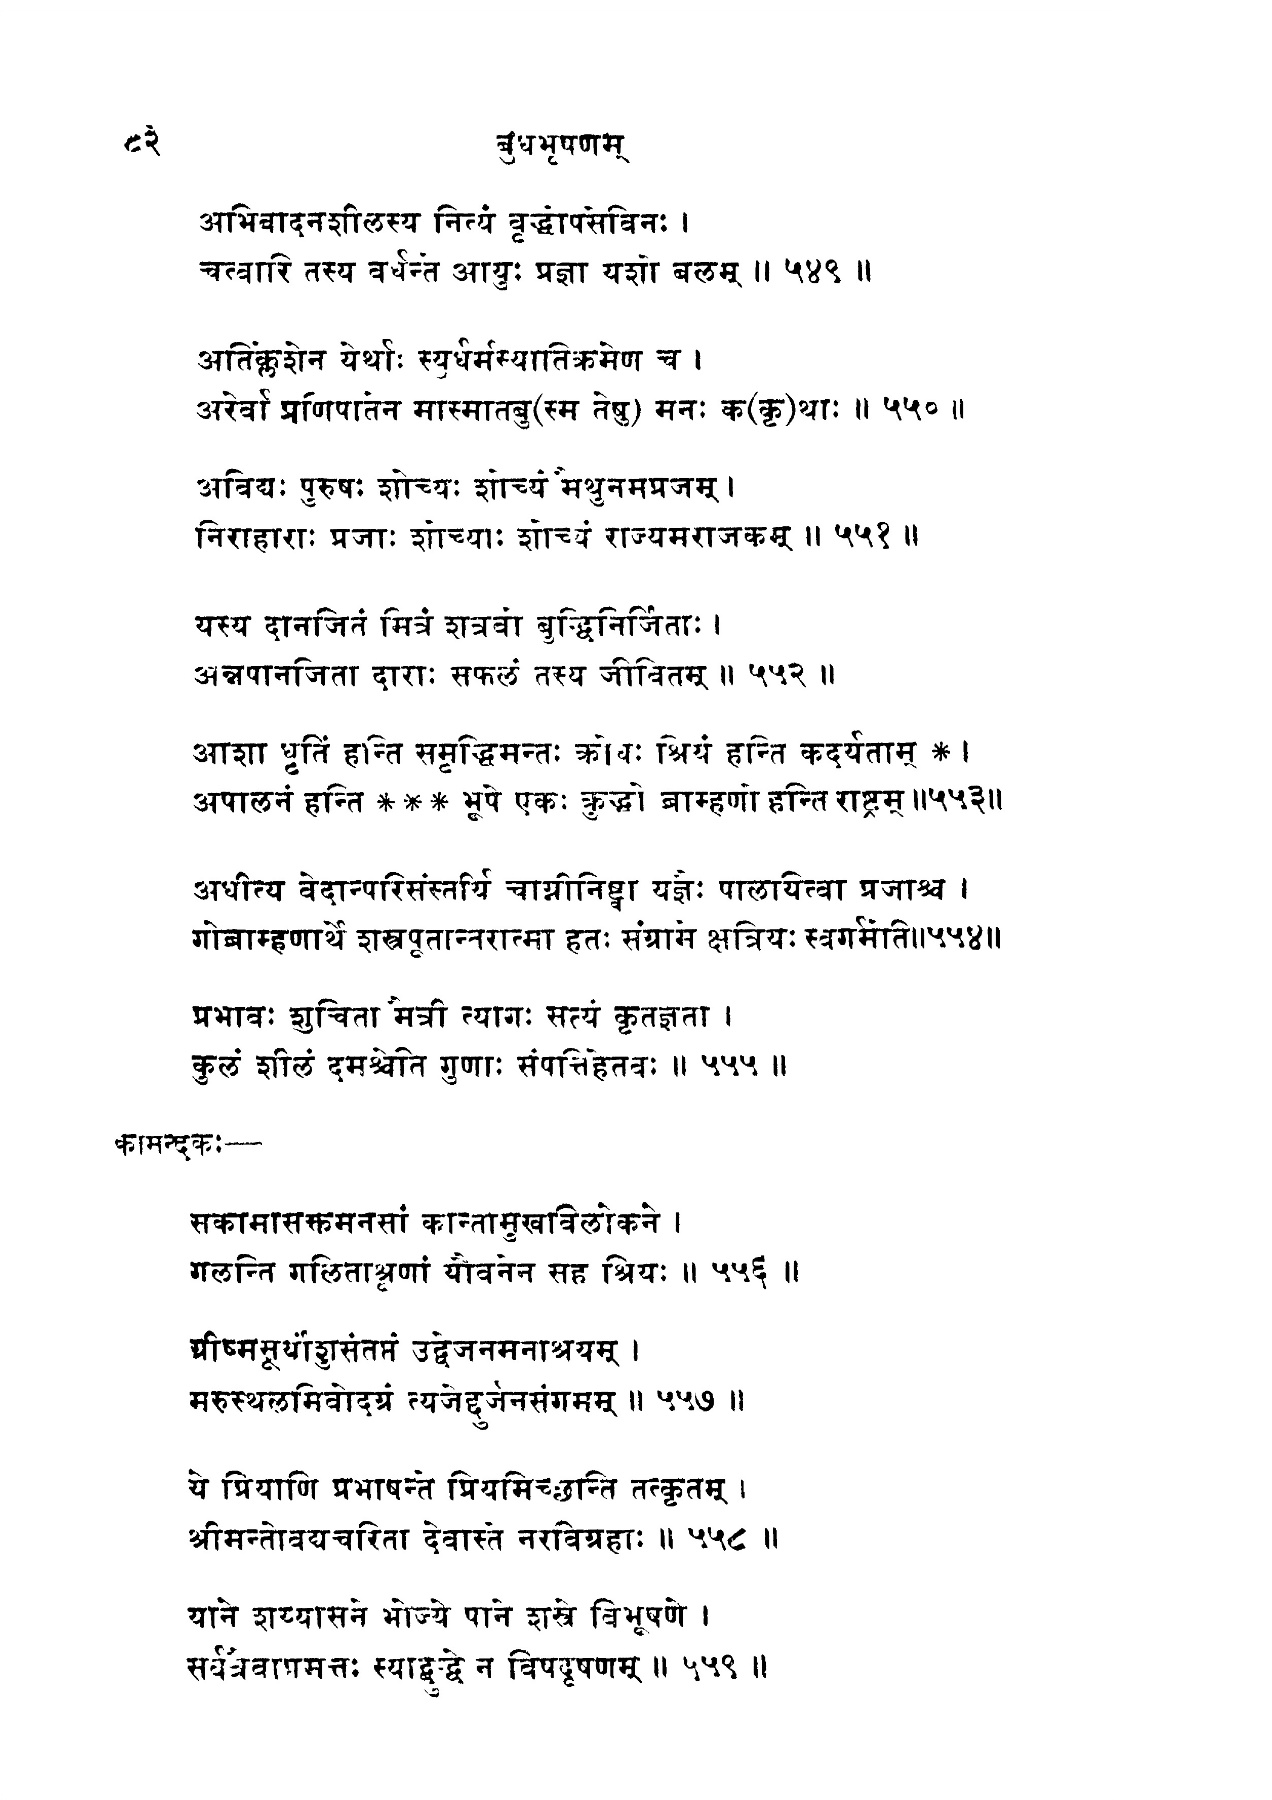 ८२ बुधभूषणम्
अभिवादनशीलस्य नित्यं वृद्धोपसेविनः ।
चत्वारि तस्य वर्धन्ते आयुः प्रज्ञा यशो बलम् ॥ ५४९ ॥
अतिक्लेशेन येर्थाः स्युर्धर्मस्यातिक्रमेण च ।
अरेर्वा प्रणिपातेन मास्मातबु(स्म तेषु) मनः क(कृ)थाः ॥ ५५० ॥
अविद्यः पुरुषः शोच्यः शोच्यं मैथुनमप्रजम् ।
निराहाराः प्रजाः शोच्याः शोच्यं राज्यमराजकम् ॥ ५५१ ॥
यस्य दानजितं मित्रं शत्रवो बुद्धिनिर्जिताः ।
अन्नपानजिता दाराः सफलं तस्य जीवितम् ॥ ५५२ ॥
आशा धृतिं हन्ति समृद्धिमन्तः क्रोधः श्रियं हन्ति कदर्यताम् * ।
अपालनं हन्ति * * * भूपे एकः क्रुद्धो ब्राम्हणो हन्ति राष्ट्रम् ॥५५३॥
अधीत्य वेदान्परिसंस्तर्य चाग्नीनिष्ट्वा यज्ञैः पालायित्वा प्रजाश्च ।
गोब्राम्हणार्थे शस्त्रपूतान्तरात्मा हतः संग्रामे क्षत्रियः स्वर्गमेति॥५५४॥
प्रभावः शुचिता मैत्री त्यागः सत्यं कृतज्ञता ।
कुलं शीलं दमश्चेति गुणाः संपत्तिहेतवः ॥ ५५५ ॥
कामन्दकः—
सकामासक्तमनसां कान्तामुखविलोकने ।
गलन्ति गलिताश्रृणां यौवनेन सह श्रियः ॥ ५५६ ॥
ग्रीष्मसूर्यांशुसंतप्तं उद्वेजनमनाश्रयम् ।
मरुस्थलमिवोदग्रं त्यजेद्दुर्जनसंगमम् ॥ ५५७ ॥
ये प्रियाणि प्रभाषन्ते प्रियमिच्छन्ति तत्कृतम् ।
श्रीमन्तोवद्यचरिता देवास्ते नरविग्रहाः ॥ ५५८ ॥
याने शय्यासने भोज्ये पाने शस्त्रे विभूषणे ।
सर्वत्रैवाप्रमत्तः स्याद्बुद्धे न विषदूषणम् ॥ ५५९ ॥